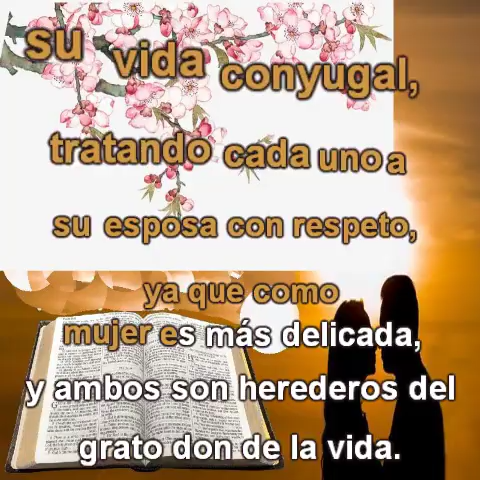 su vida conyugal,
tratando cada uno a
su esposa con respeto,
ya que como
mujer es más delicada,
y ambos son herederos del
grato don de la vida.